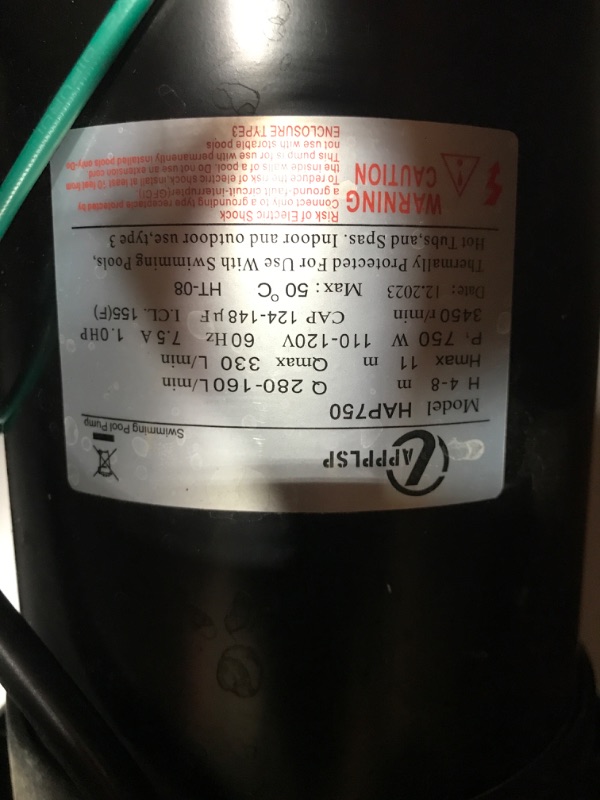 APPPLSP
Swimming Pool Pump
Model HAP750
H 4-8 m Q 280-160L/min
Hmax 11 m Qmax 330 L/min
P, 750 W 110-120V 60Hz 7.5A 1.0HP
3450 r/min CAP 124-148μF I.CL. 155(F)
Date: 12.2023 Max: 50℃ HT-08
Thermally Protected For Use With Swimming Pools,
Hot Tubs,and Spas. Indoor and outdoor use,type 3
WARNING
CAUTION
Risk of Electric Shock
Connect only to a grounding type receptacle protected by
a ground-fault circuit-interrupter(GFCI).
To reduce the risk of electric shock,install at least 10 feet from
the inside walls of a pool. Do not use an extension cord.
This pump is for use with permanently installed pools only-Do
not use with storable pools
ENCLOSURE TYPE3